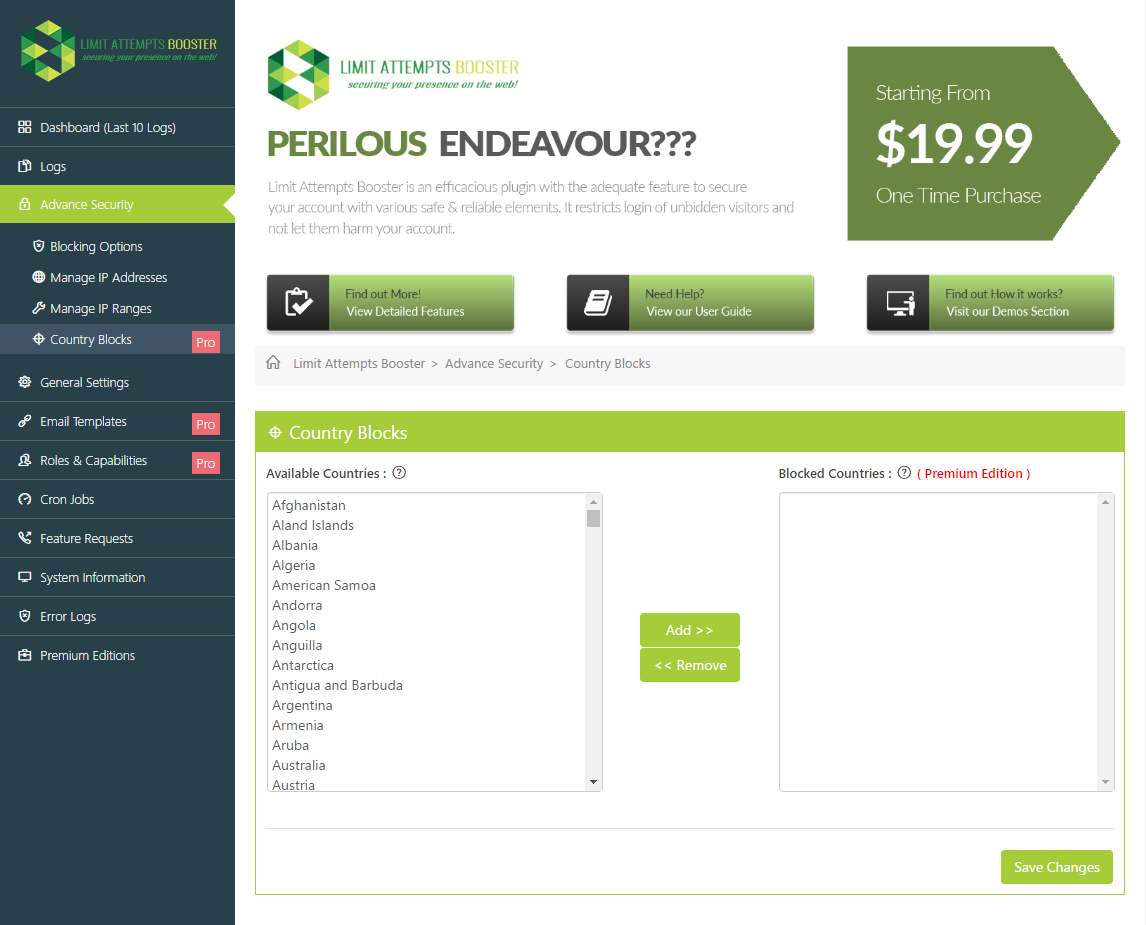 LIMIT ATTEMPTS BOOSTER
securing your presence on the web!
Dashboard (Last 10 Logs)
Logs
Advance Security
Blocking Options
Manage IP Addresses
Manage IP Ranges
Country Blocks
Pro
General Settings
Email Templates
Pro
Roles & Capabilities
Pro
Cron Jobs
Feature Requests
System Information
Error Logs
Premium Editions
LIMIT ATTEMPTS BOOSTER
securing your presence on the web!
PERILOUS ENDEAVOUR???
Limit Attempts Booster is an efficacious plugin with the adequate feature to secure
your account with various safe & reliable elements. It restricts login of unbidden visitors and
not let them harm your account.
Starting From
$19.99
One Time Purchase
Find out More!
View Detailed Features
Need Help?
View our User Guide
Find out How it works?
Visit our Demos Section
Limit Attempts Booster > Advance Security > Country Blocks
Country Blocks
Available Countries : ?
Afghanistan
Aland Islands
Albania
Algeria
American Samoa
Andorra
Angola
Anguilla
Antarctica
Antigua and Barbuda
Argentina
Armenia
Aruba
Australia
Austria
Add >>
<< Remove
Blocked Countries : ? ( Premium Edition )
Save Changes